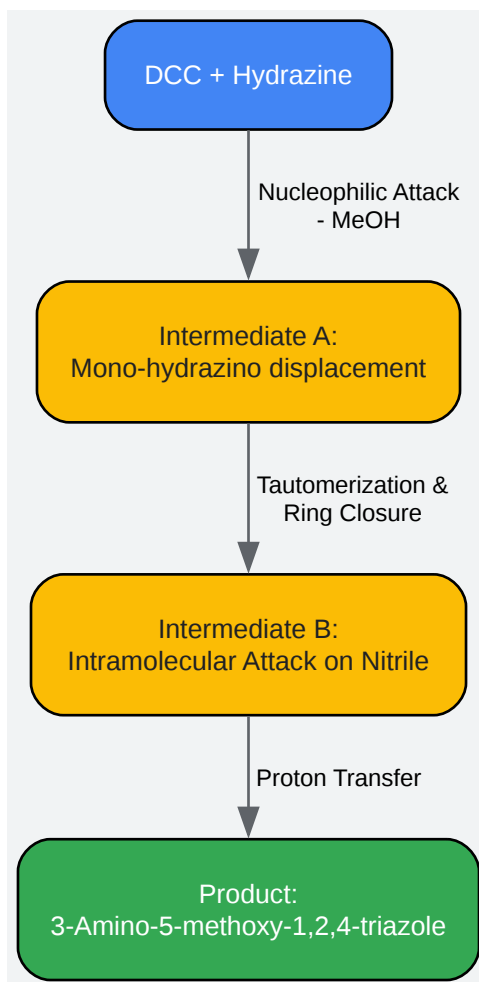 DCC + Hydrazine
Nucleophilic Attack
- MeOH
Intermediate A:
Mono-hydrazino displacement
Tautomerization &
Ring Closure
Intermediate B:
Intramolecular Attack on Nitrile
Proton Transfer
Product:
3-Amino-5-methoxy-1,2,4-triazole